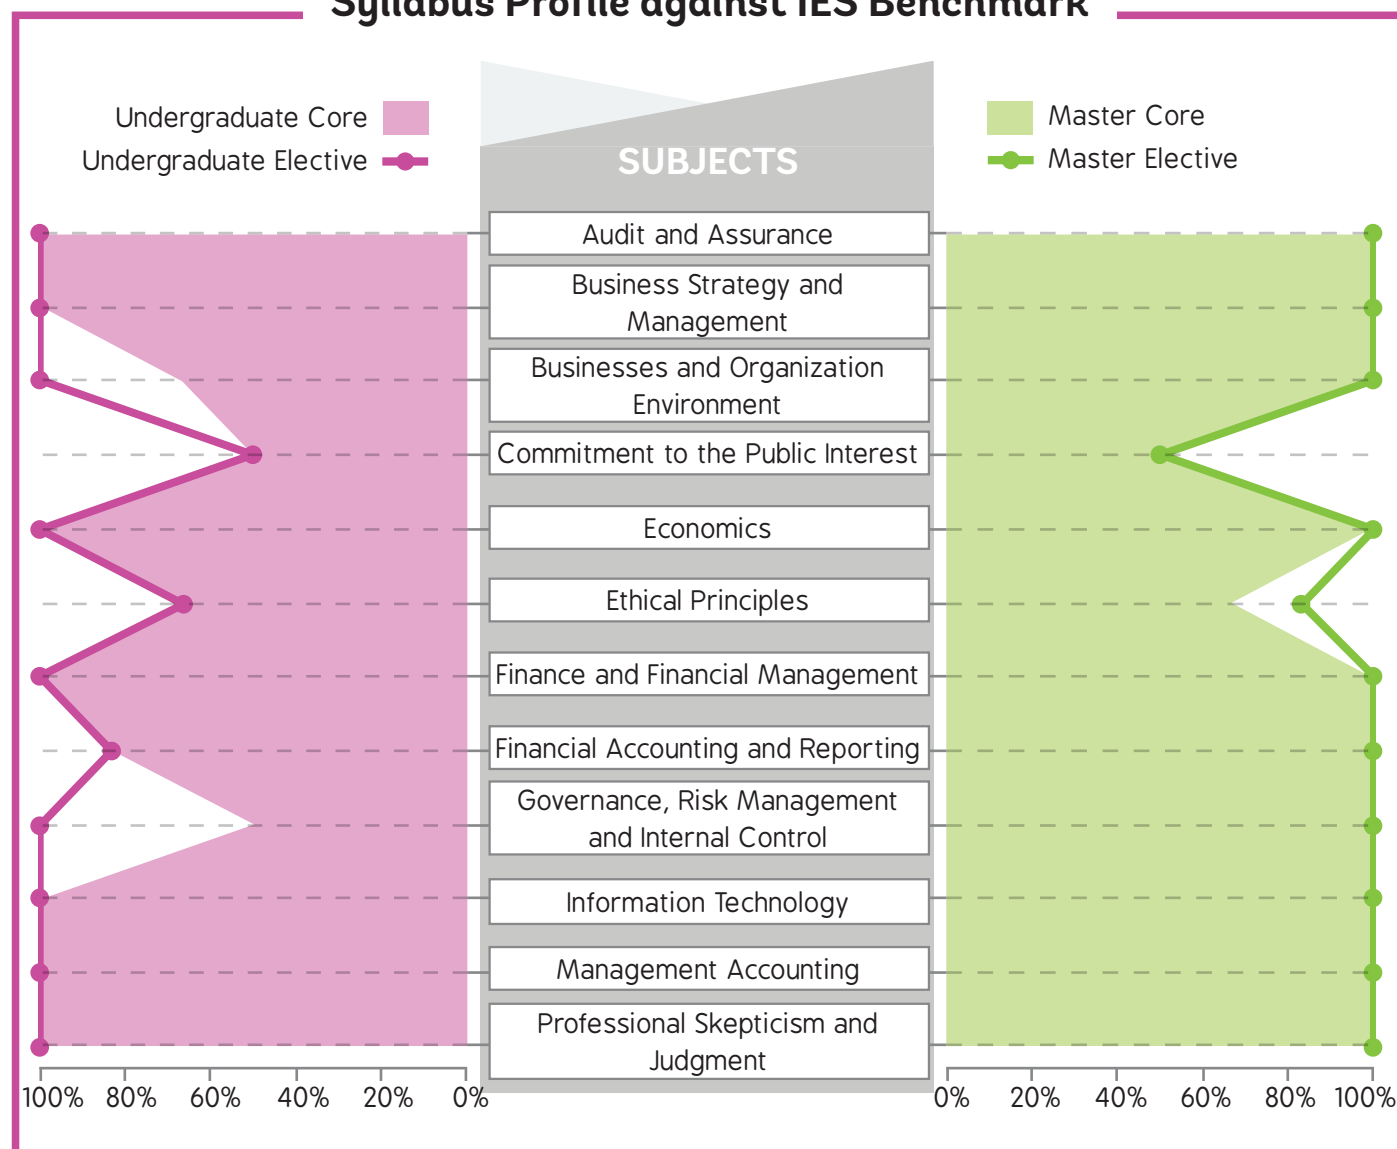 Syllabus Profile against IES Benchmark
Undergraduate Core
Undergraduate Elective
SUBJECTS
Master Core
Master Elective
Audit and Assurance
Business Strategy and
Management
Businesses and Organization
Environment
Commitment to the Public Interest
Economics
Ethical Principles
Finance and Financial Management
Financial Accounting and Reporting
Governance, Risk Management
and Internal Control
Information Technology
Management Accounting
Professional Skepticism and
Judgment
100% 80% 60% 40% 20% 0%
0% 20% 40% 60% 80% 100%